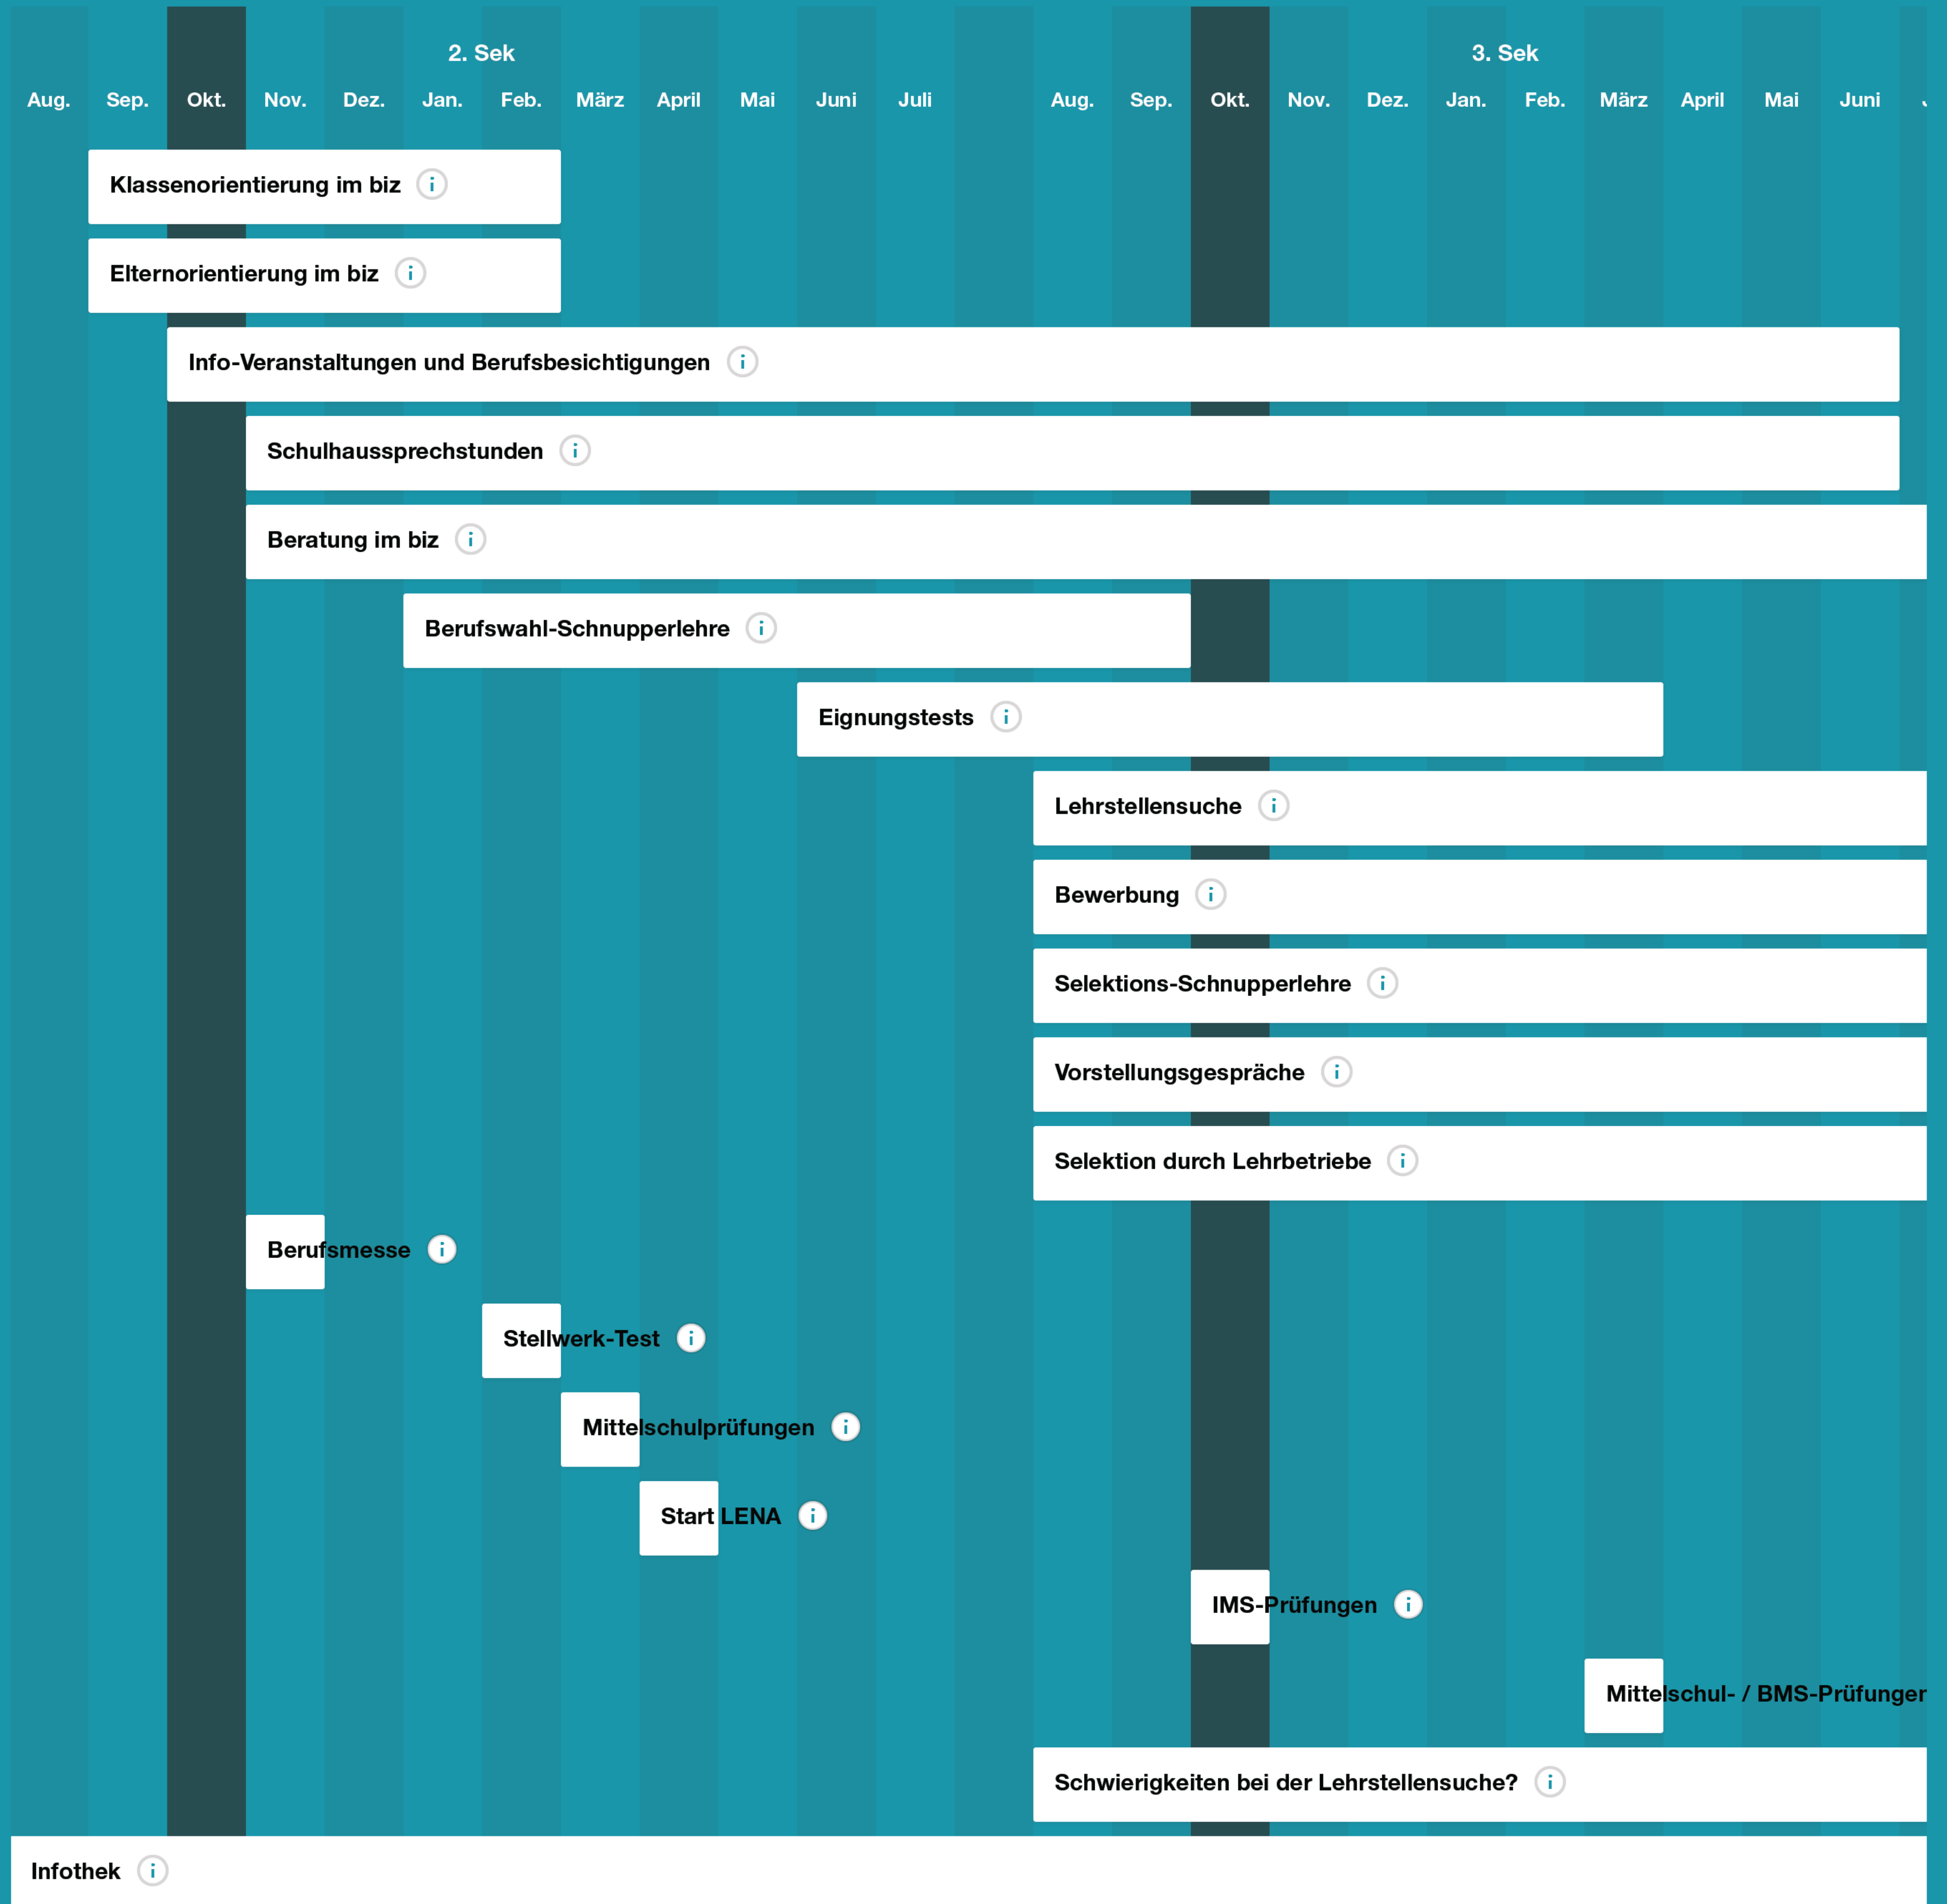 2. Sek 3. Sek
Aug. Sep. Okt. Nov. Dez. Jan. Feb. März April Mai Juni Juli Aug. Sep. Okt. Nov. Dez. Jan. Feb. März April Mai Juni
Klassenorientierung im biz i
Elternorientierung im biz i
Info-Veranstaltungen und Berufsbesichtigungen i
Schulhaussprechstunden i
Beratung im biz i
Berufswahl-Schnupperlehre i
Eignungstests i
Lehrstellensuche i
Bewerbung i
Selektions-Schnupperlehre i
Vorstellungsgespräche i
Selektion durch Lehrbetriebe i
Berufsmesse i
Stellwerk-Test i
Mittelschulprüfungen i
Start LENA i
IMS-Prüfungen i
Mittelschul- / BMS-Prüfungen
Schwierigkeiten bei der Lehrstellensuche? i
Infothek i